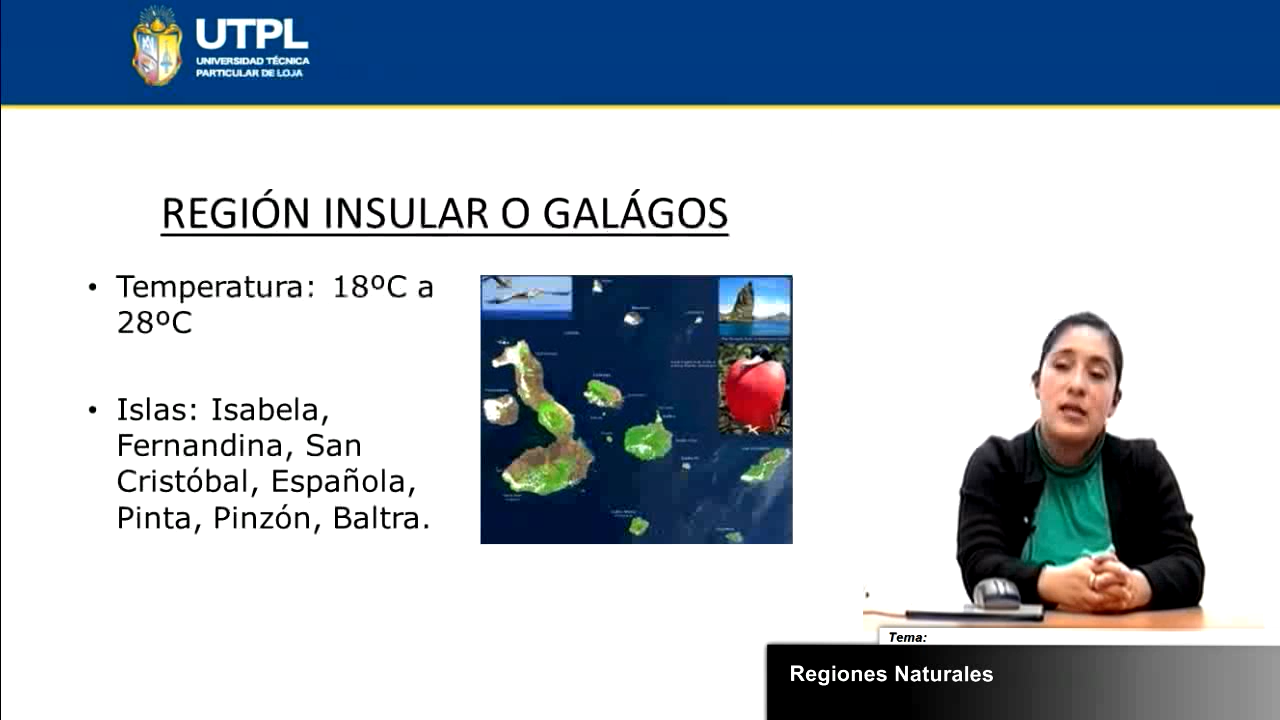 UTPL
UNIVERSIDAD TÉCNICA
PARTICULAR DE LOJA
REGIÓN INSULAR O GALÁGOS
• Temperatura: 18ºC a
28ºC
• Islas: Isabela,
Fernandina, San
Cristóbal, Española,
Pinta, Pinzón, Baltra.
Tema:
Regiones Naturales